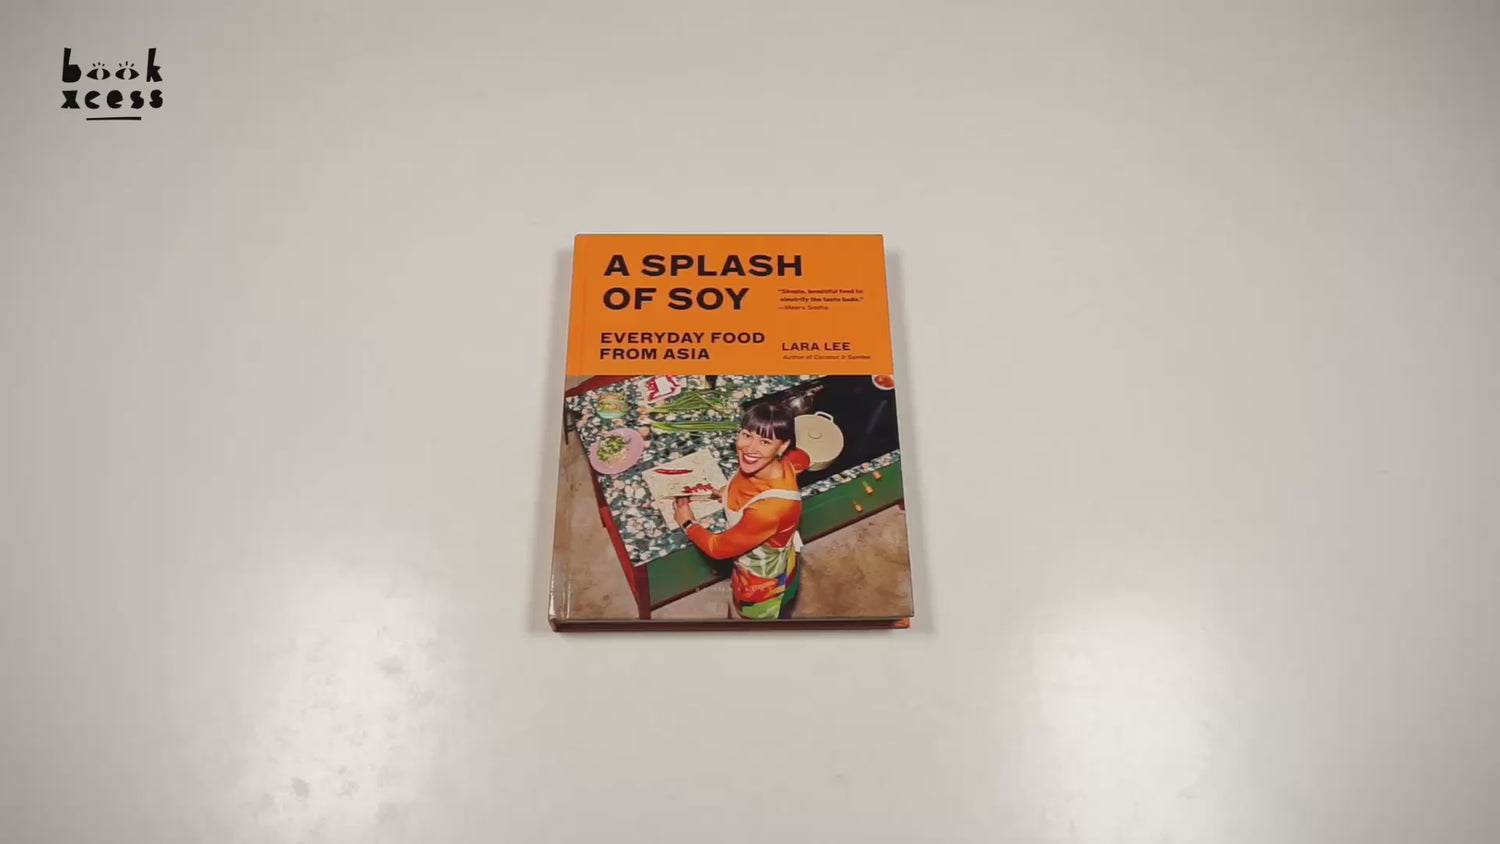 book
xcess
A SPLASH
OF SOY
"Simple, beautiful food to
electrify the taste buds."
—Meera Sodha
EVERYDAY FOOD
FROM ASIA
LARA LEE
Author of Coconut & Sambal
BLOOMSBURY